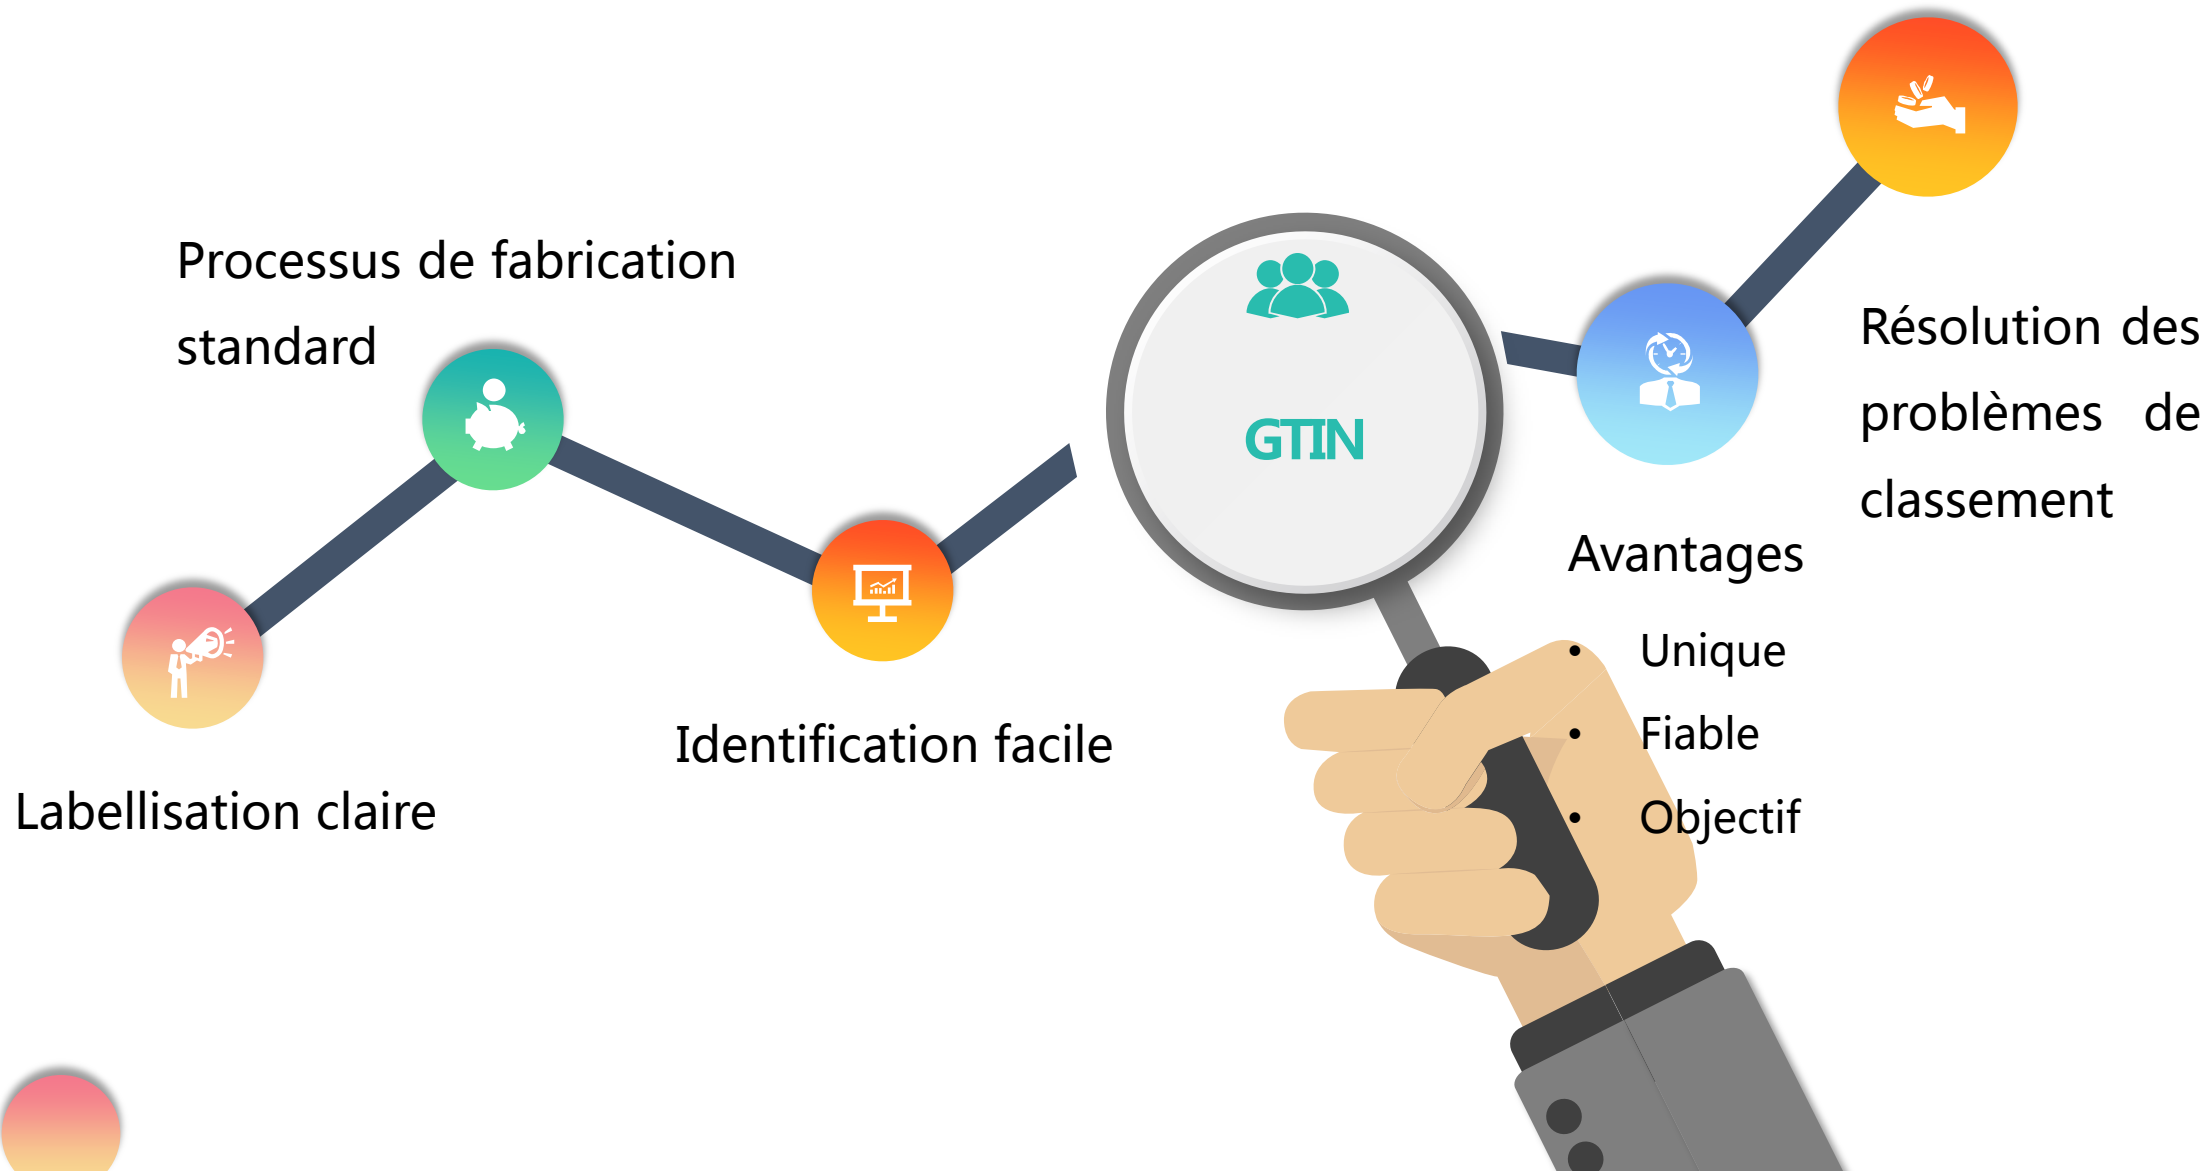 Processus de fabrication
standard
Labellisation claire
Identification facile
GTIN
Avantages
• Unique
• Fiable
• Objectif
Résolution des
problèmes de
classement